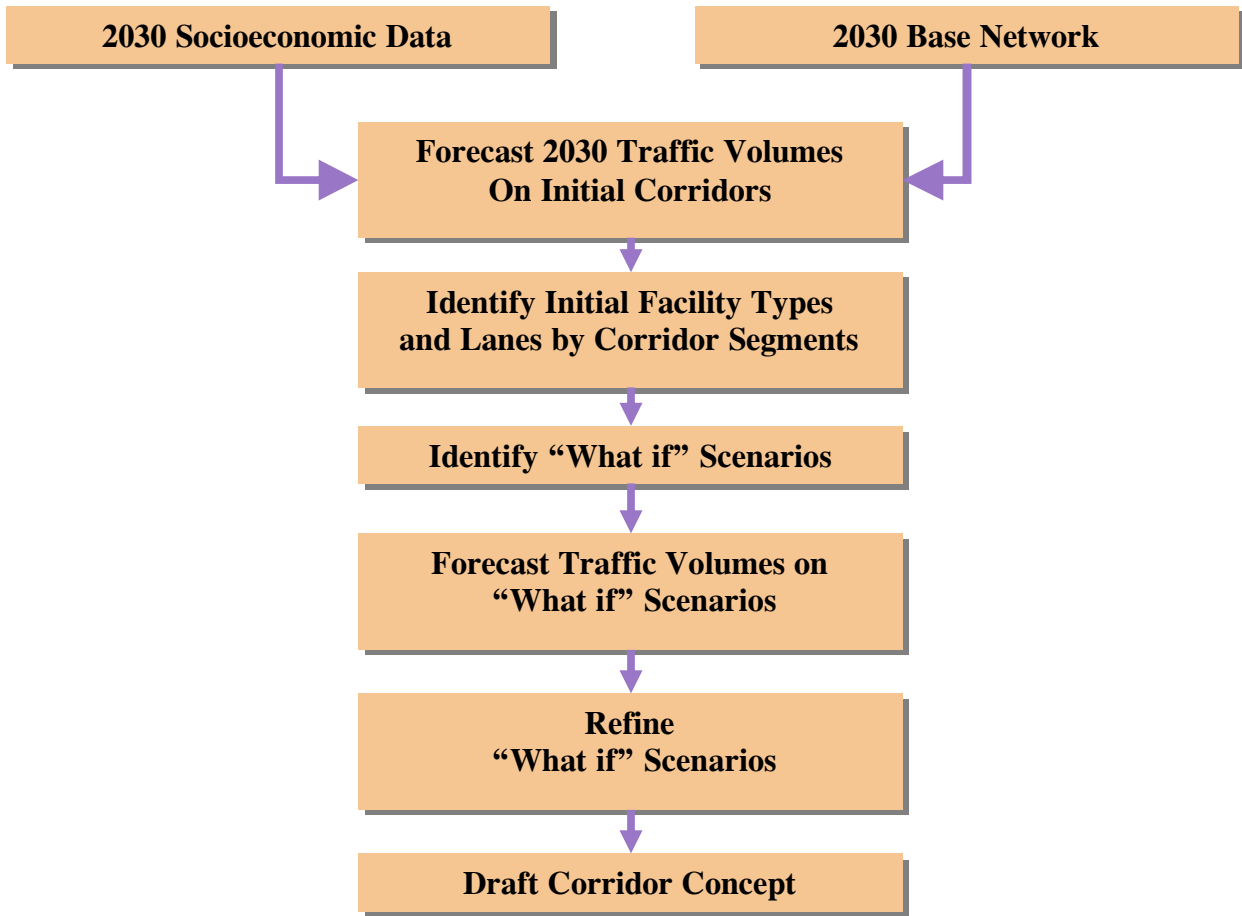 2030 Socioeconomic Data
2030 Base Network
Forecast 2030 Traffic Volumes
On Initial Corridors
Identify Initial Facility Types
and Lanes by Corridor Segments
Identify “What if” Scenarios
Forecast Traffic Volumes on
“What if” Scenarios
Refine
“What if” Scenarios
Draft Corridor Concept